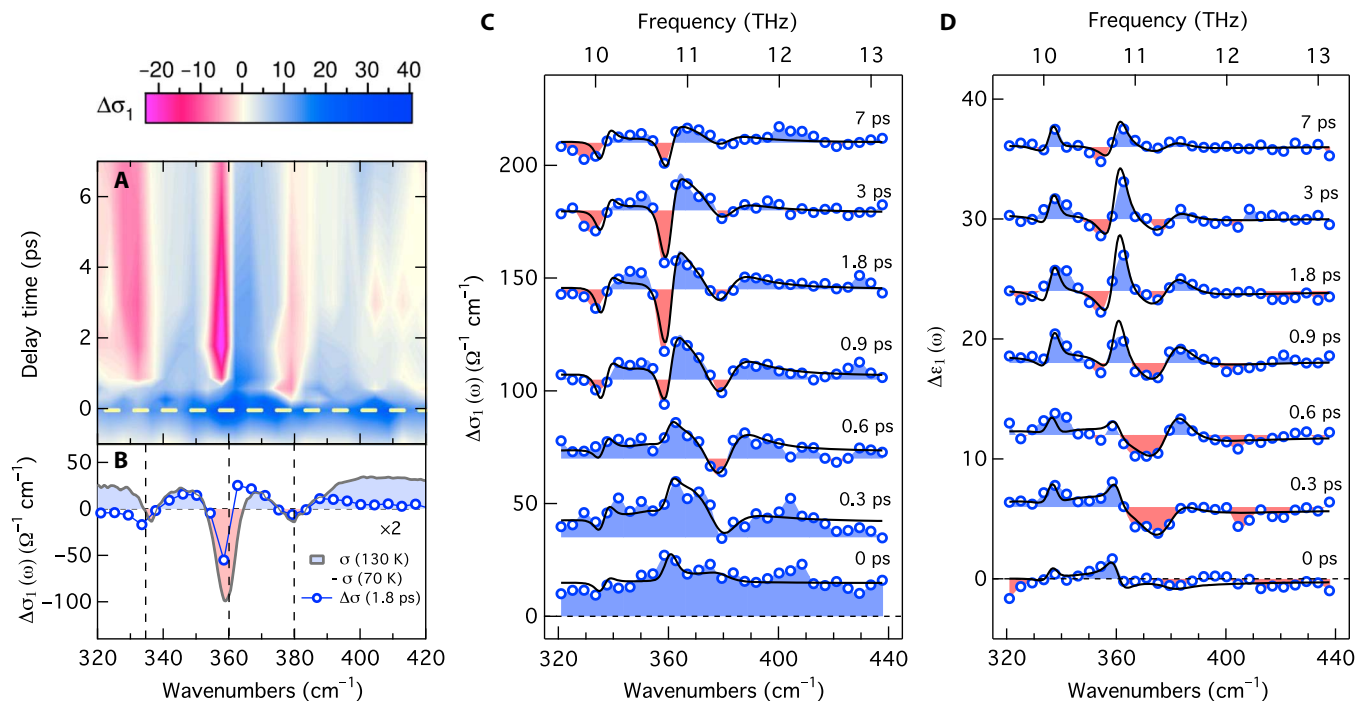 −20 −10 0 10 20 30 40
Δσ₁
A
Delay time (ps)
6
4
2
0
B
Δσ₁ (ω) (Ω⁻¹ cm⁻¹)
50
0
-50
-100
×2
σ (130 K)
- σ (70 K)
Δσ (1.8 ps)
320 340 360 380 400 420
Wavenumbers (cm⁻¹)
C
Frequency (THz)
10 11 12 13
Δσ₁ (ω) (Ω⁻¹ cm⁻¹)
200
150
100
50
0
7 ps
3 ps
1.8 ps
0.9 ps
0.6 ps
0.3 ps
0 ps
320 360 400 440
Wavenumbers (cm⁻¹)
D
Frequency (THz)
10 11 12 13
Δε₁ (ω)
40
30
20
10
0
7 ps
3 ps
1.8 ps
0.9 ps
0.6 ps
0.3 ps
0 ps
320 360 400 440
Wavenumbers (cm⁻¹)